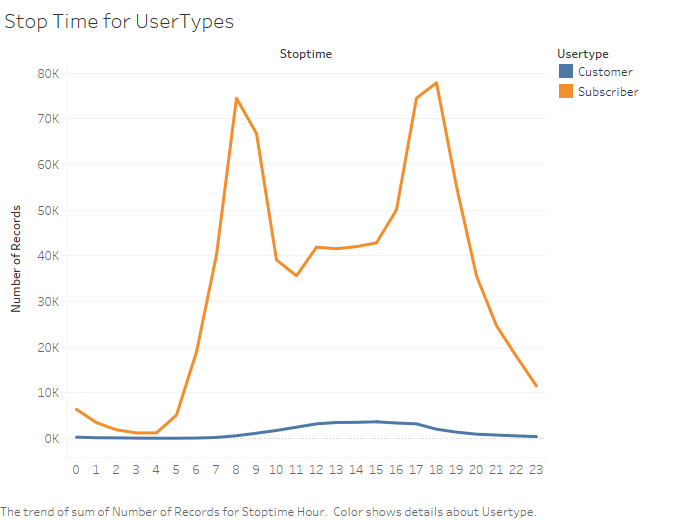 Stop Time for UserTypes
Stoptime
Usertype
Customer
Subscriber
Number of Records
80K
70K
60K
50K
40K
30K
20K
10K
0K
0 1 2 3 4 5 6 7 8 9 10 11 12 13 14 15 16 17 18 19 20 21 22 23
The trend of sum of Number of Records for Stoptime Hour. Color shows details about Usertype.